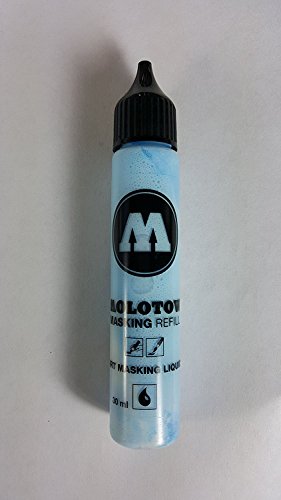 M
MOLOTOW
MASKING REFILL
ART MASKING LIQUID
30 ml